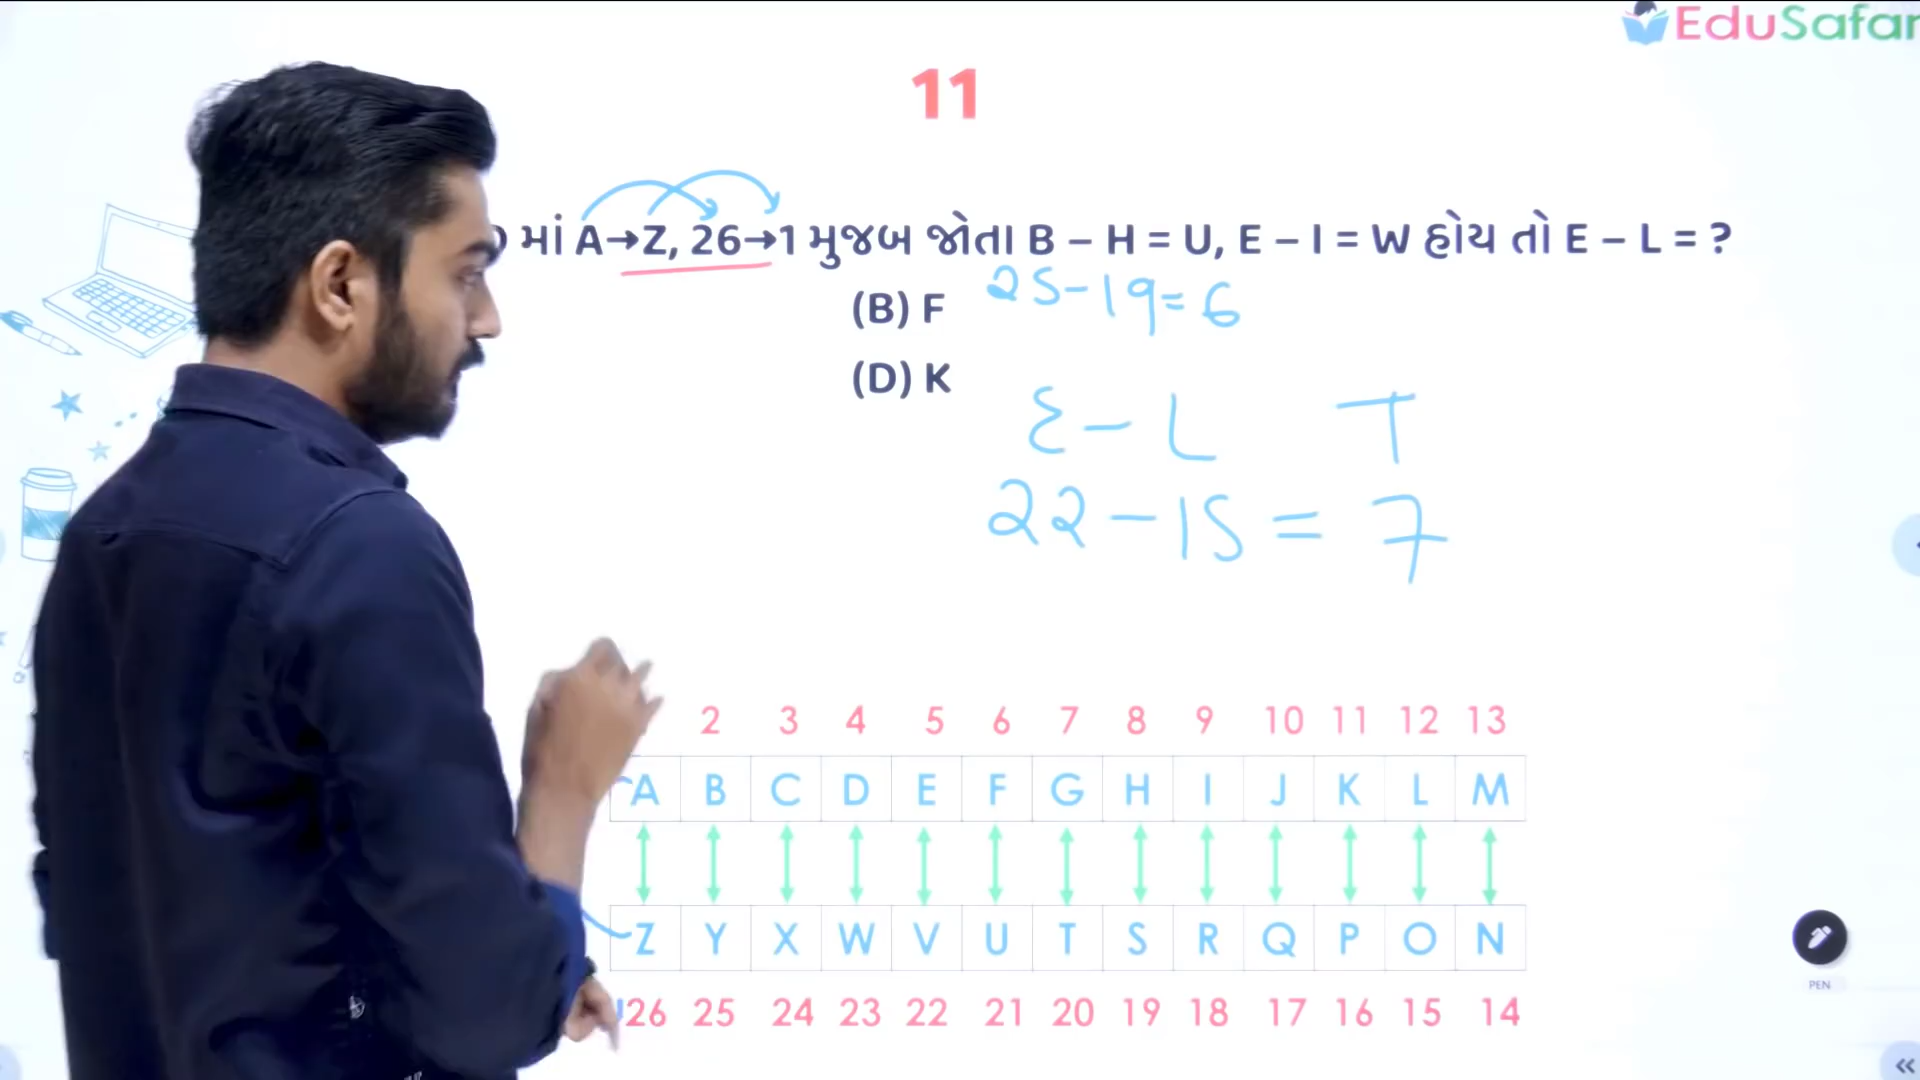 EduSafar
11
માં A→Z, 26→1 મુજબ જોતા B – H = U, E – I = W હોય તો E – L = ?
(B) F 25-19=6
(D) K
E - L T
22 - 15 = 7
2 3 4 5 6 7 8 9 10 11 12 13
A B C D E F G H I J K L M
Z Y X W V U T S R Q P O N
26 25 24 23 22 21 20 19 18 17 16 15 14
PEN